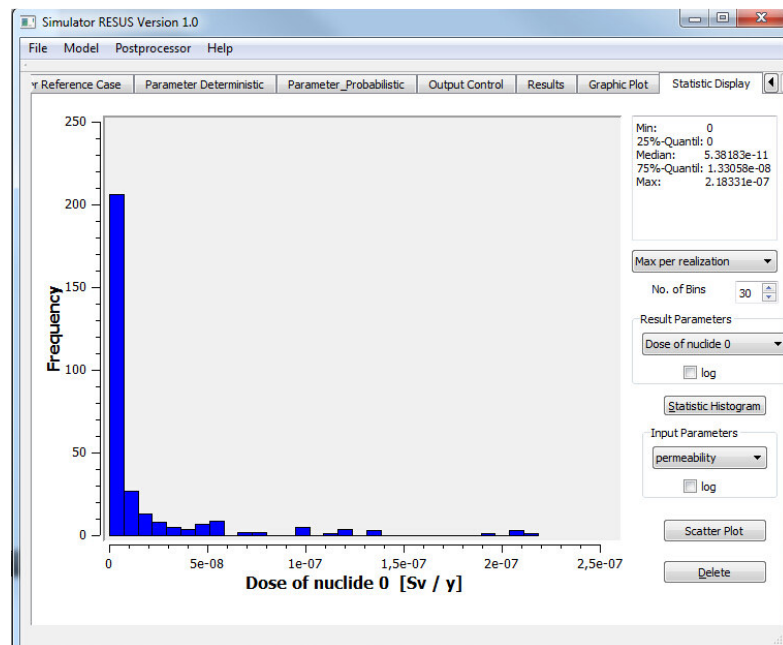 Simulator RESUS Version 1.0
File Model Postprocessor Help
r Reference Case Parameter Deterministic Parameter_Probabilistic Output Control Results Graphic Plot Statistic Display
Min: 0
25%-Quantil: 0
Median: 5.38183e-11
75%-Quantil: 1.33058e-08
Max: 2.18331e-07
Max per realization
No. of Bins 30
Result Parameters
Dose of nuclide 0
log
Statistic Histogram
Input Parameters
permeability
log
Scatter Plot
Delete
250
200
150
100
50
0
Frequency
0 5e-08 1e-07 1,5e-07 2e-07 2,5e-07
Dose of nuclide 0 [Sv / y]